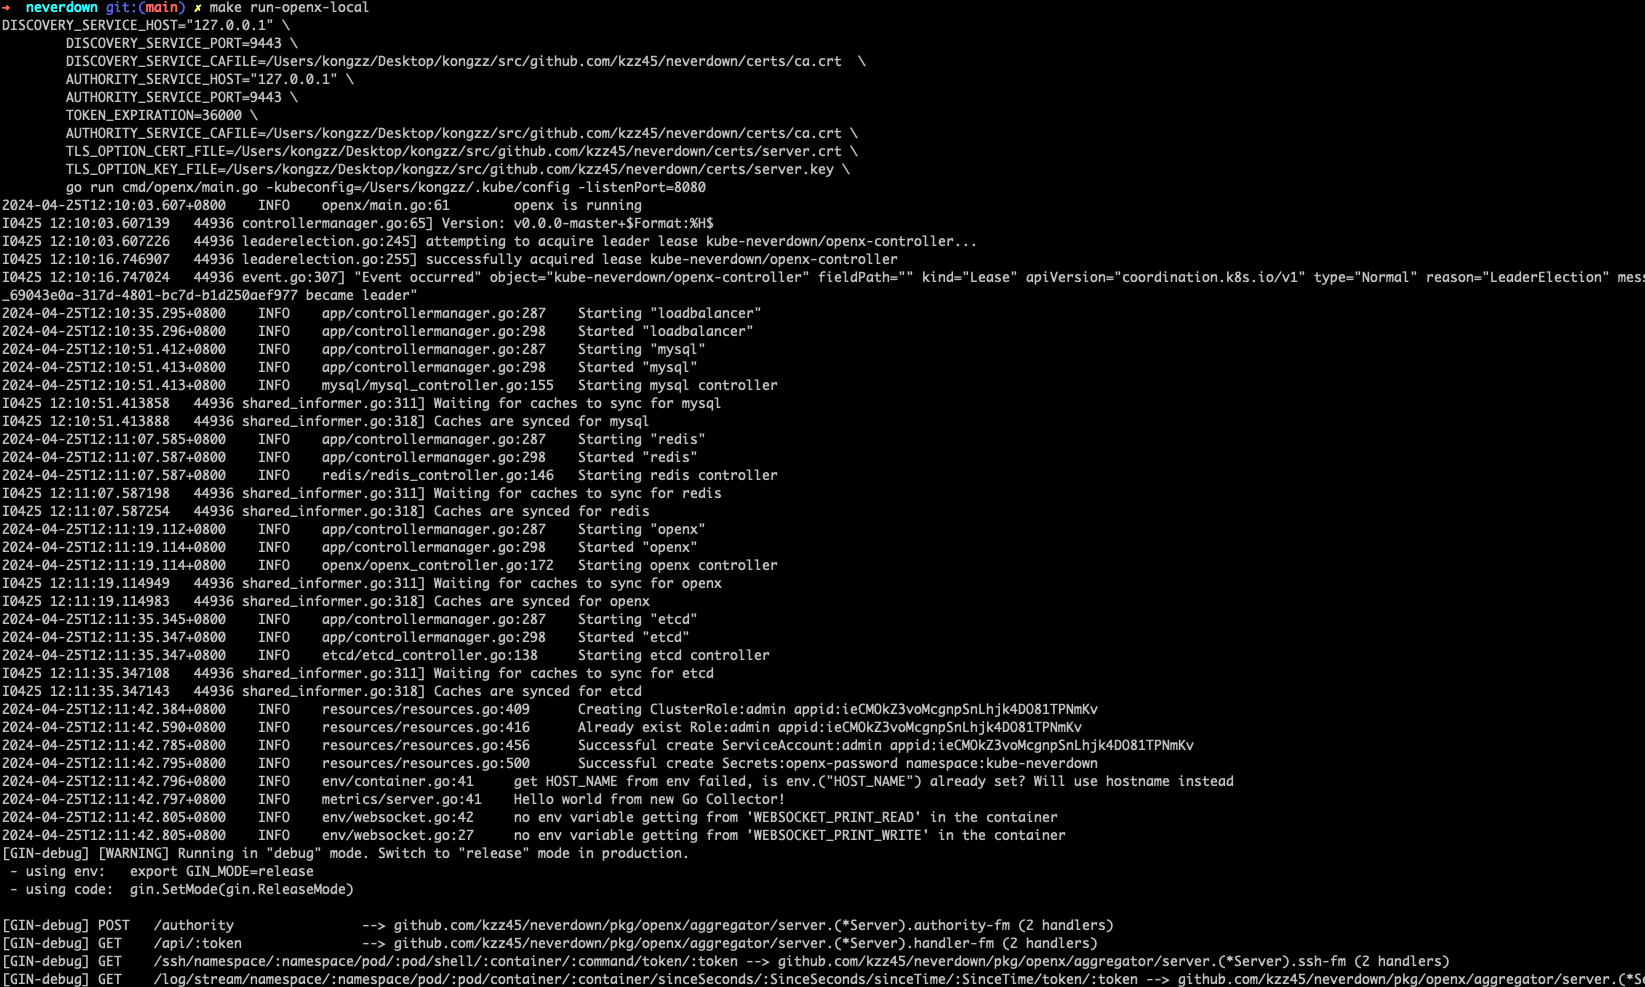 → neverdown git:(main) ✗ make run-openx-local
DISCOVERY_SERVICE_HOST="127.0.0.1" \
DISCOVERY_SERVICE_PORT=9443 \
DISCOVERY_SERVICE_CAFILE=/Users/kongzz/Desktop/kongzz/src/github.com/kzz45/neverdown/certs/ca.crt  \
AUTHORITY_SERVICE_HOST="127.0.0.1" \
AUTHORITY_SERVICE_PORT=9443 \
TOKEN_EXPIRATION=36000 \
AUTHORITY_SERVICE_CAFILE=/Users/kongzz/Desktop/kongzz/src/github.com/kzz45/neverdown/certs/ca.crt \
TLS_OPTION_CERT_FILE=/Users/kongzz/Desktop/kongzz/src/github.com/kzz45/neverdown/certs/server.crt \
TLS_OPTION_KEY_FILE=/Users/kongzz/Desktop/kongzz/src/github.com/kzz45/neverdown/certs/server.key \
go run cmd/openx/main.go -kubeconfig=/Users/kongzz/.kube/config -listenPort=8080
2024-04-25T12:10:03.607+0800    INFO    openx/main.go:61        openx is running
I0425 12:10:03.607139   44936 controllermanager.go:65] Version: v0.0.0-master+$Format:%H$
I0425 12:10:03.607226   44936 leaderelection.go:245] attempting to acquire leader lease kube-neverdown/openx-controller...
I0425 12:10:16.746907   44936 leaderelection.go:255] successfully acquired lease kube-neverdown/openx-controller
I0425 12:10:16.747024   44936 event.go:307] "Event occurred" object="kube-neverdown/openx-controller" fieldPath="" kind="Lease" apiVersion="coordination.k8s.io/v1" type="Normal" reason="LeaderElection" mess
_69043e0a-317d-4801-bc7d-b1d250aef977 became leader"
2024-04-25T12:10:35.295+0800    INFO    app/controllermanager.go:287    Starting "loadbalancer"
2024-04-25T12:10:35.296+0800    INFO    app/controllermanager.go:298    Started "loadbalancer"
2024-04-25T12:10:51.412+0800    INFO    app/controllermanager.go:287    Starting "mysql"
2024-04-25T12:10:51.413+0800    INFO    app/controllermanager.go:298    Started "mysql"
2024-04-25T12:10:51.413+0800    INFO    mysql/mysql_controller.go:155   Starting mysql controller
I0425 12:10:51.413858   44936 shared_informer.go:311] Waiting for caches to sync for mysql
I0425 12:10:51.413888   44936 shared_informer.go:318] Caches are synced for mysql
2024-04-25T12:11:07.585+0800    INFO    app/controllermanager.go:287    Starting "redis"
2024-04-25T12:11:07.587+0800    INFO    app/controllermanager.go:298    Started "redis"
2024-04-25T12:11:07.587+0800    INFO    redis/redis_controller.go:146   Starting redis controller
I0425 12:11:07.587198   44936 shared_informer.go:311] Waiting for caches to sync for redis
I0425 12:11:07.587254   44936 shared_informer.go:318] Caches are synced for redis
2024-04-25T12:11:19.112+0800    INFO    app/controllermanager.go:287    Starting "openx"
2024-04-25T12:11:19.114+0800    INFO    app/controllermanager.go:298    Started "openx"
2024-04-25T12:11:19.114+0800    INFO    openx/openx_controller.go:172   Starting openx controller
I0425 12:11:19.114949   44936 shared_informer.go:311] Waiting for caches to sync for openx
I0425 12:11:19.114983   44936 shared_informer.go:318] Caches are synced for openx
2024-04-25T12:11:35.345+0800    INFO    app/controllermanager.go:287    Starting "etcd"
2024-04-25T12:11:35.347+0800    INFO    app/controllermanager.go:298    Started "etcd"
2024-04-25T12:11:35.347+0800    INFO    etcd/etcd_controller.go:138     Starting etcd controller
I0425 12:11:35.347108   44936 shared_informer.go:311] Waiting for caches to sync for etcd
I0425 12:11:35.347143   44936 shared_informer.go:318] Caches are synced for etcd
2024-04-25T12:11:42.384+0800    INFO    resources/resources.go:409      Creating ClusterRole:admin appid:ieCMOkZ3voMcgnpSnLhjk4DO81TPNmKv
2024-04-25T12:11:42.590+0800    INFO    resources/resources.go:416      Already exist Role:admin appid:ieCMOkZ3voMcgnpSnLhjk4DO81TPNmKv
2024-04-25T12:11:42.785+0800    INFO    resources/resources.go:456      Successful create ServiceAccount:admin appid:ieCMOkZ3voMcgnpSnLhjk4DO81TPNmKv
2024-04-25T12:11:42.795+0800    INFO    resources/resources.go:500      Successful create Secrets:openx-password namespace:kube-neverdown
2024-04-25T12:11:42.796+0800    INFO    env/container.go:41     get HOST_NAME from env failed, is env.("HOST_NAME") already set? Will use hostname instead
2024-04-25T12:11:42.797+0800    INFO    metrics/server.go:41    Hello world from new Go Collector!
2024-04-25T12:11:42.805+0800    INFO    env/websocket.go:42     no env variable getting from 'WEBSOCKET_PRINT_READ' in the container
2024-04-25T12:11:42.805+0800    INFO    env/websocket.go:27     no env variable getting from 'WEBSOCKET_PRINT_WRITE' in the container
[GIN-debug] [WARNING] Running in "debug" mode. Switch to "release" mode in production.
- using env:   export GIN_MODE=release
- using code:  gin.SetMode(gin.ReleaseMode)
[GIN-debug] POST   /authority                --> github.com/kzz45/neverdown/pkg/openx/aggregator/server.(*Server).authority-fm (2 handlers)
[GIN-debug] GET    /api/:token               --> github.com/kzz45/neverdown/pkg/openx/aggregator/server.(*Server).handler-fm (2 handlers)
[GIN-debug] GET    /ssh/namespace/:namespace/pod/:pod/shell/:container/:command/token/:token --> github.com/kzz45/neverdown/pkg/openx/aggregator/server.(*Server).ssh-fm (2 handlers)
[GIN-debug] GET    /log/stream/namespace/:namespace/pod/:pod/container/:container/sinceSeconds/:SinceSeconds/sinceTime/:SinceTime/token/:token --> github.com/kzz45/neverdown/pkg/openx/aggregator/server.(*Se